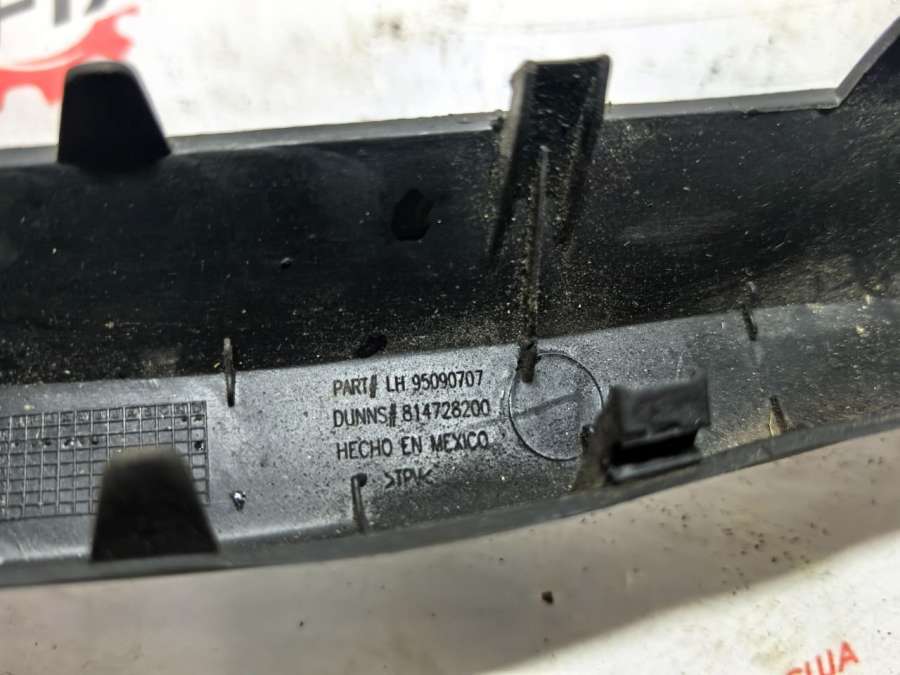 PART# LH 95090707
DUNNS# 814728200
HECHO EN MEXICO
>TPV<